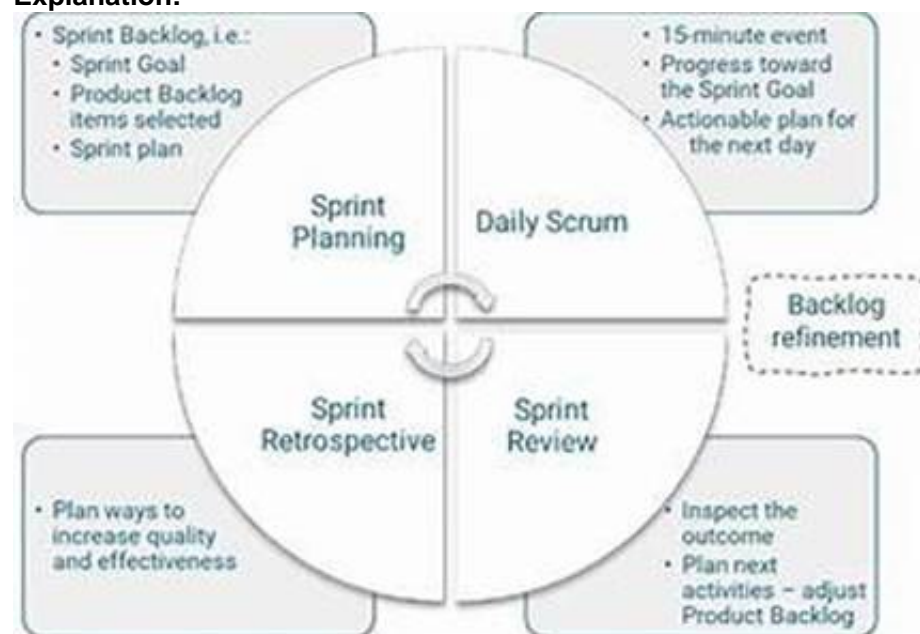 Explanation:
• Sprint Backlog, i.e.:
• Sprint Goal
• Product Backlog
items selected
• Sprint plan
• 15-minute event
• Progress toward
the Sprint Goal
• Actionable plan for
the next day
Sprint
Planning
Daily Scrum
Backlog
refinement
Sprint
Retrospective
Sprint
Review
• Plan ways to
increase quality
and effectiveness
• Inspect the
outcome
• Plan next
activities – adjust
Product Backlog